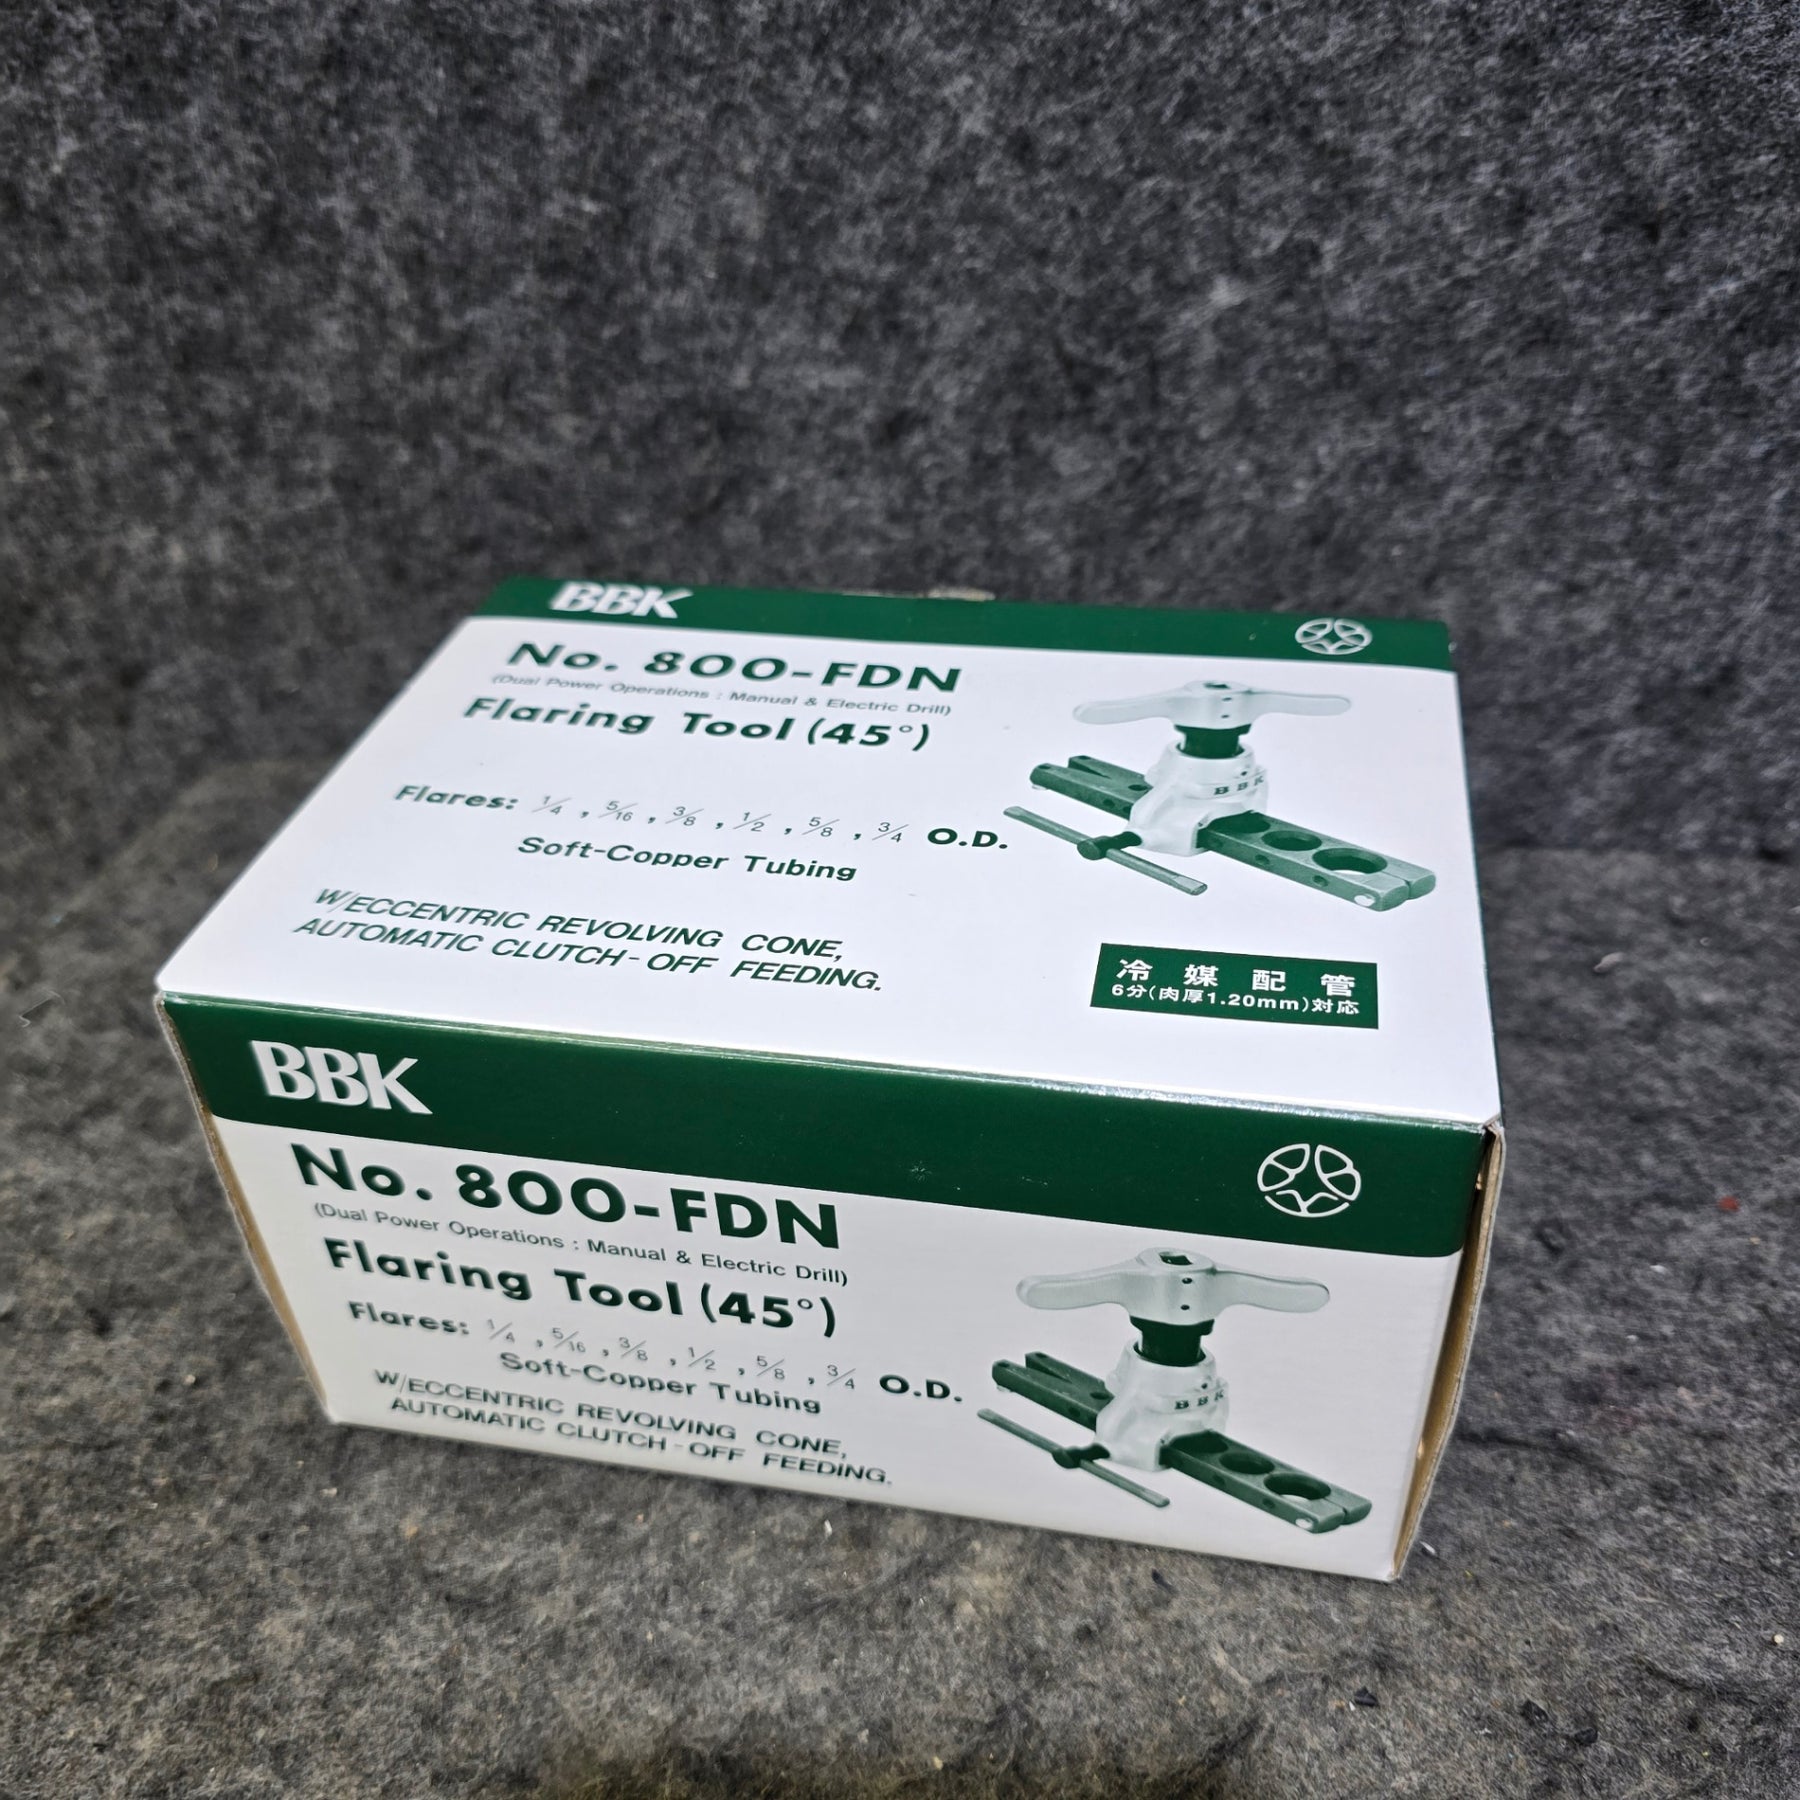 BBK
No. 800-FDN
(Dual Power Operations : Manual & Electric Drill)
Flaring Tool (45°)
Flares: 1/4 , 5/16 , 3/8 , 1/2 , 5/8 , 3/4 O.D.
Soft-Copper Tubing
W/ECCENTRIC REVOLVING CONE,
AUTOMATIC CLUTCH-OFF FEEDING.
BBK
冷媒配管
6分(肉厚1.20mm)対応
BBK
No. 800-FDN
(Dual Power Operations : Manual & Electric Drill)
Flaring Tool (45°)
Flares: 1/4 , 5/16 , 3/8 , 1/2 , 5/8 , 3/4 O.D.
Soft-Copper Tubing
W/ECCENTRIC REVOLVING CONE,
AUTOMATIC CLUTCH-OFF FEEDING.
BBK